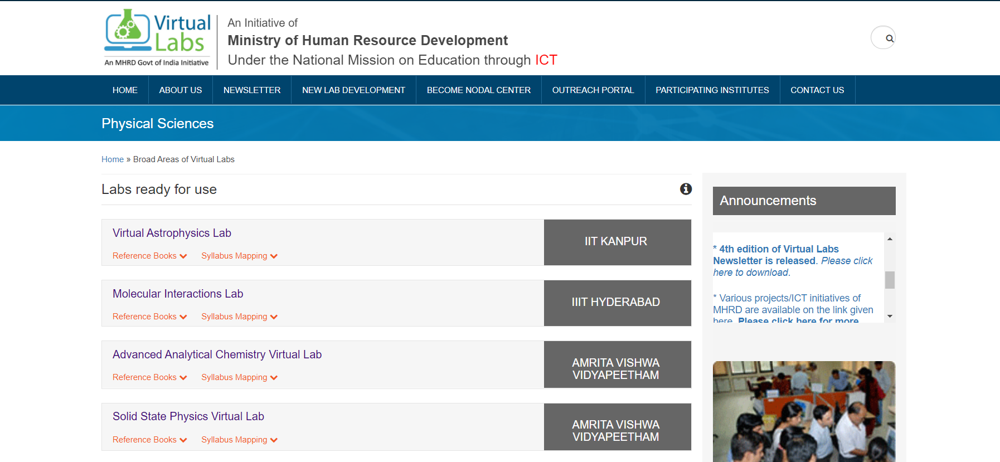 Virtual
Labs
An MHRD Govt of India Initiative
An Initiative of
Ministry of Human Resource Development
Under the National Mission on Education through ICT
HOME ABOUT US NEWSLETTER NEW LAB DEVELOPMENT BECOME NODAL CENTER OUTREACH PORTAL PARTICIPATING INSTITUTES CONTACT US
Physical Sciences
Home » Broad Areas of Virtual Labs
Labs ready for use
Virtual Astrophysics Lab
Reference Books Syllabus Mapping
IIT KANPUR
Molecular Interactions Lab
Reference Books Syllabus Mapping
IIIT HYDERABAD
Advanced Analytical Chemistry Virtual Lab
Reference Books Syllabus Mapping
AMRITA VISHWA
VIDYAPEETHAM
Solid State Physics Virtual Lab
Reference Books Syllabus Mapping
AMRITA VISHWA
VIDYAPEETHAM
Announcements
* 4th edition of Virtual Labs
Newsletter is released. Please click
here to download.
* Various projects/ICT initiatives of
MHRD are available on the link given
here. Please click here for more